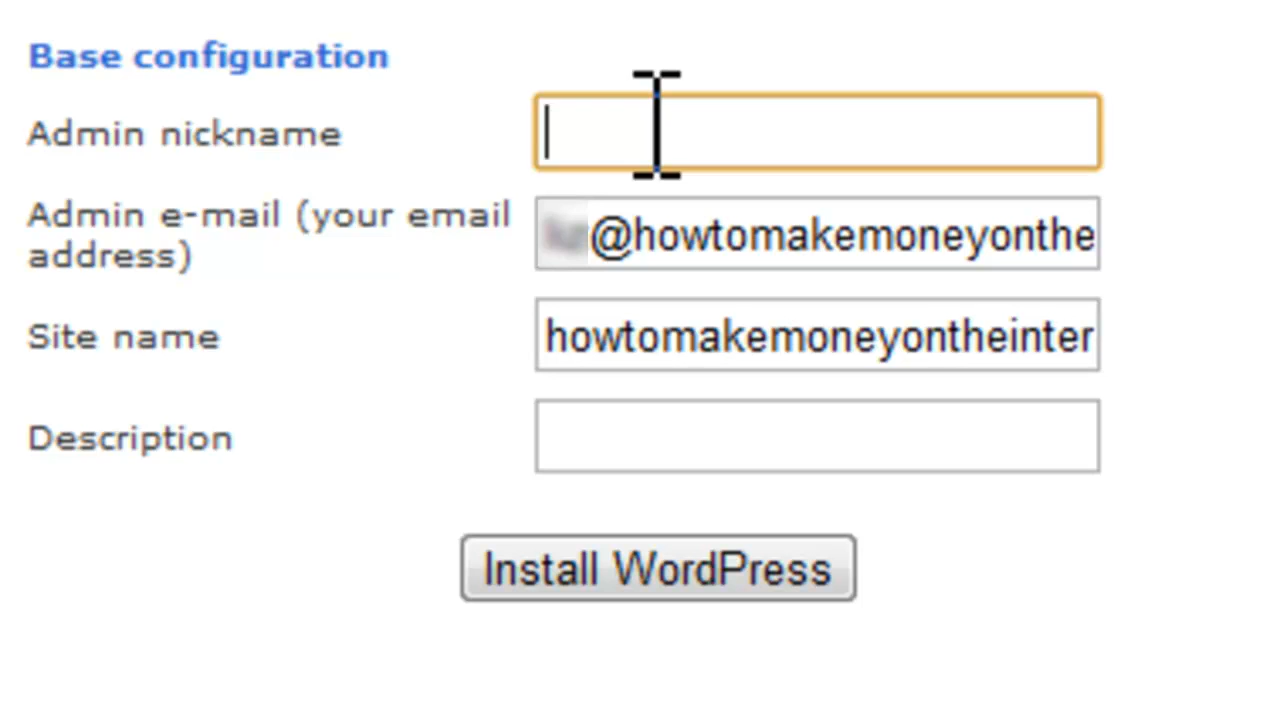 Base configuration
Admin nickname
Admin e-mail (your email
address)
@howtomakemoneyonthe
Site name
howtomakemoneyontheinter
Description
Install WordPress